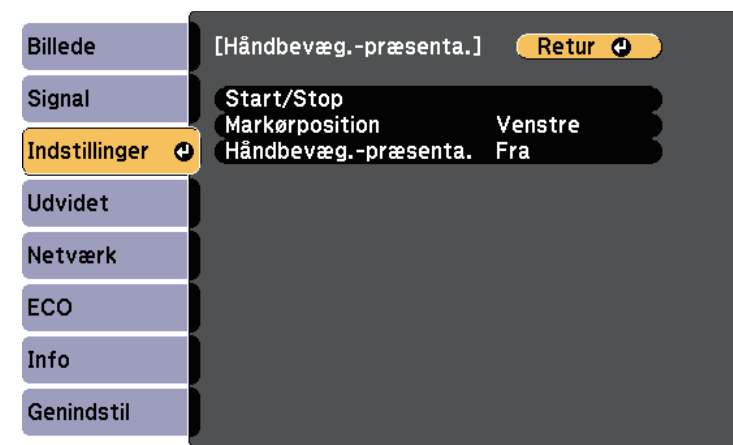 Billede
Signal
Indstillinger
Udvidet
Netværk
ECO
Info
Genindstil
[Håndbevæg.-præsenta.] Retur
Start/Stop
Markørposition Venstre
Håndbevæg.-præsenta. Fra